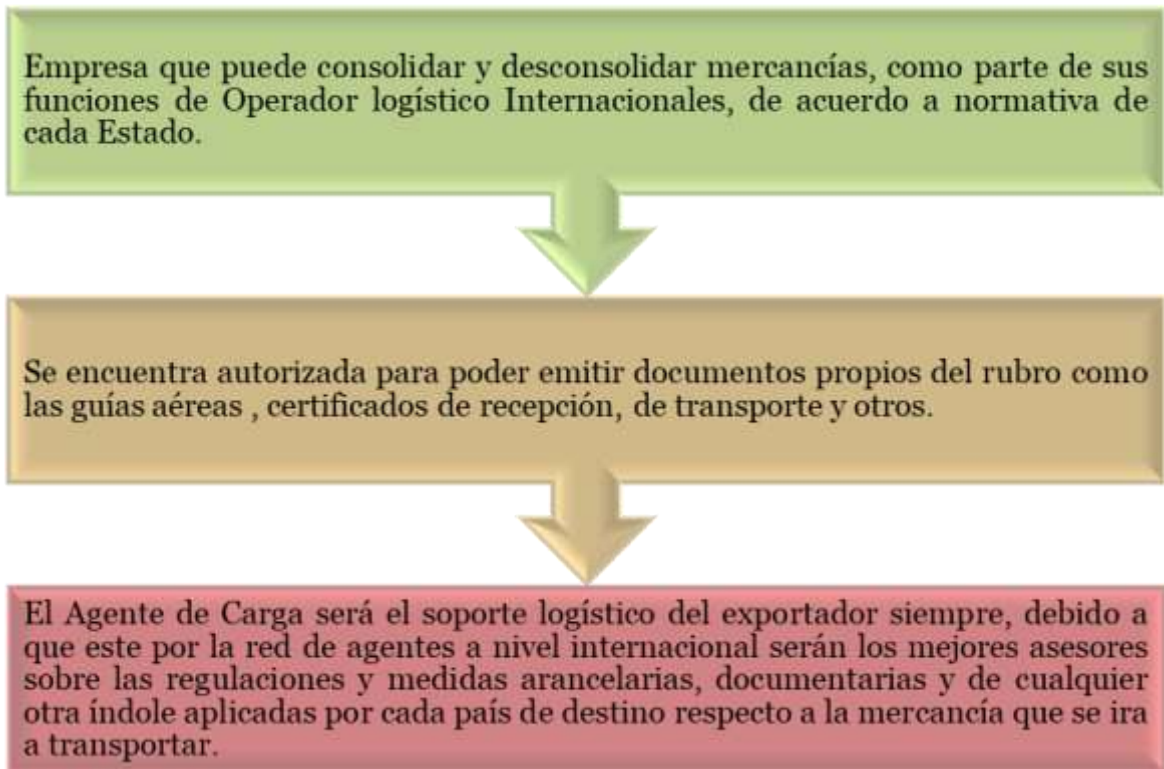 Empresa que puede consolidar y desconsolidar mercancías, como parte de sus
funciones de Operador logístico Internacionales, de acuerdo a normativa de
cada Estado.
Se encuentra autorizada para poder emitir documentos propios del rubro como
las guías aéreas , certificados de recepción, de transporte y otros.
El Agente de Carga será el soporte logístico del exportador siempre, debido a
que este por la red de agentes a nivel internacional serán los mejores asesores
sobre las regulaciones y medidas arancelarias, documentarias y de cualquier
otra índole aplicadas por cada país de destino respecto a la mercancía que se ira
a transportar.